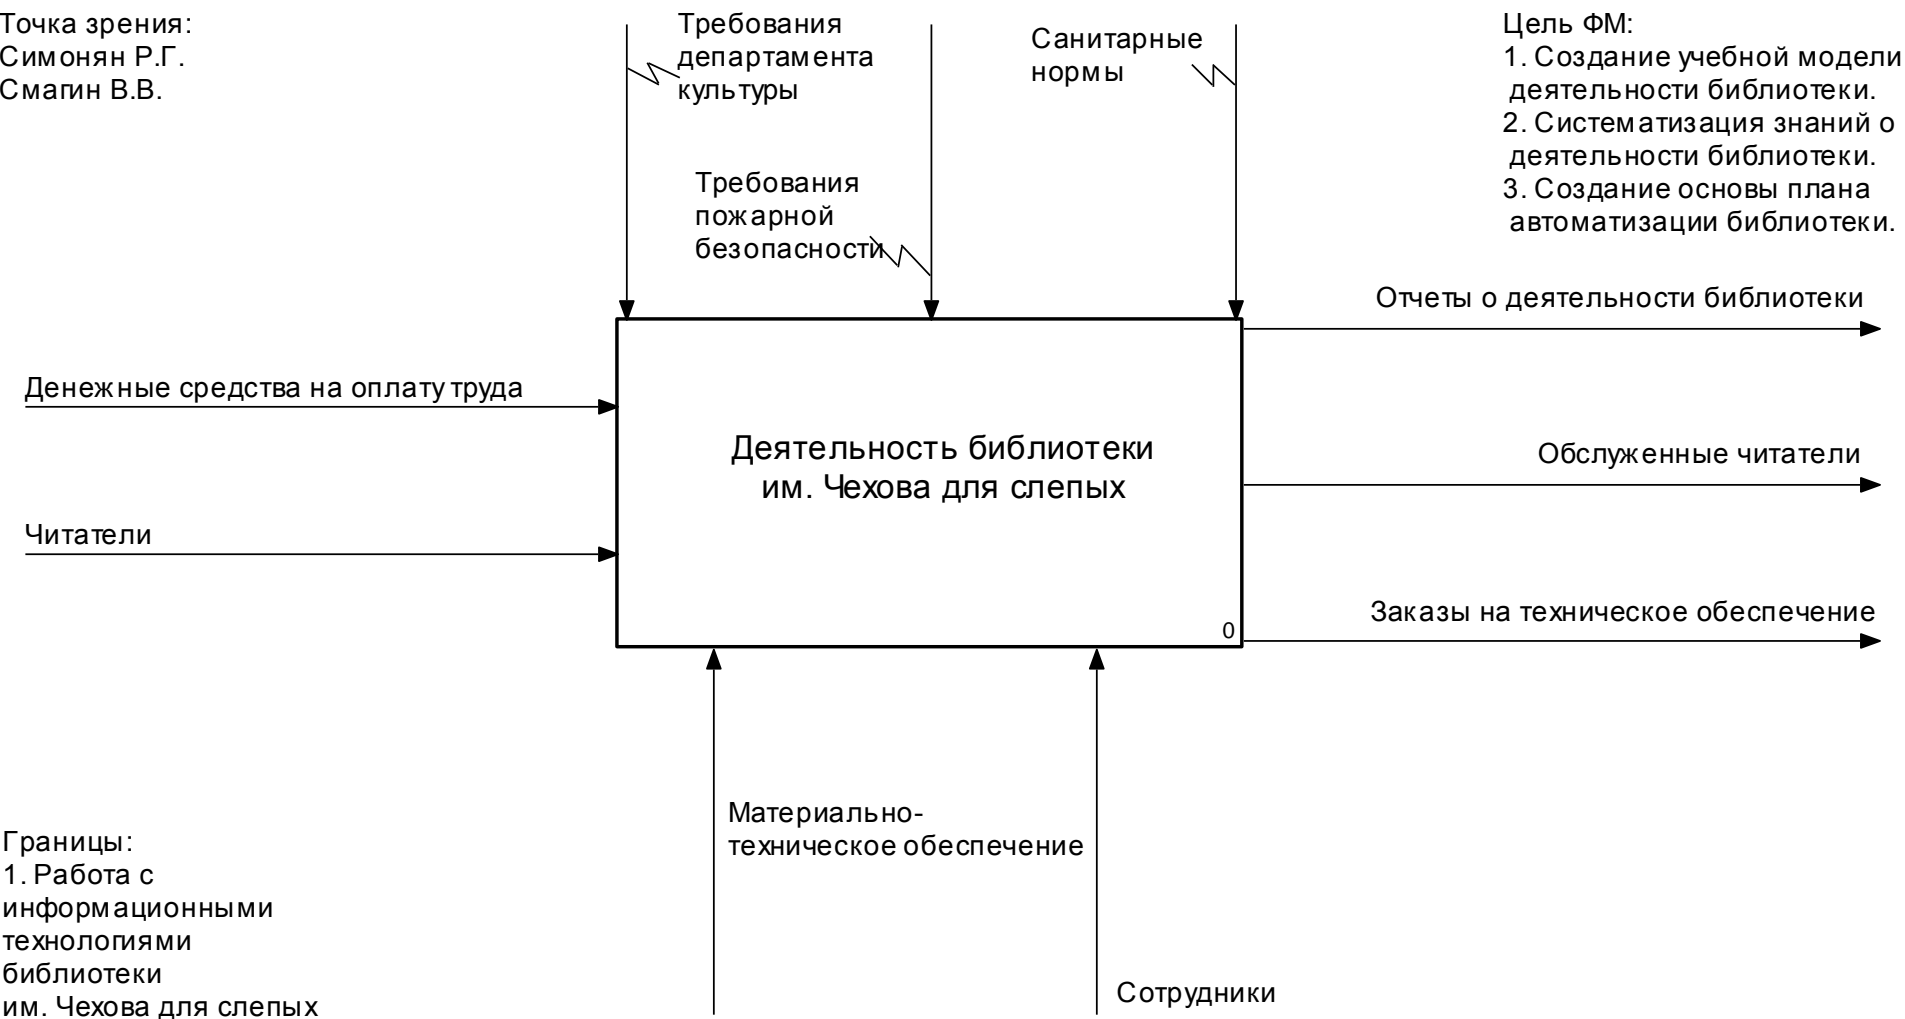 Точка зрения:
Симонян Р.Г.
Смагин В.В.
Требования
департамента
культуры
Санитарные
нормы
Цель ФМ:
1. Создание учебной модели
деятельности библиотеки.
2. Систематизация знаний о
деятельности библиотеки.
3. Создание основы плана
автоматизации библиотеки.
Требования
пожарной
безопасности
Отчеты о деятельности библиотеки
Денежные средства на оплату труда
Деятельность библиотеки
им. Чехова для слепых
Обслуженные читатели
Читатели
Заказы на техническое обеспечение
0
Материально-
техническое обеспечение
Границы:
1. Работа с
информационными
технологиями
библиотеки
им. Чехова для слепых
Сотрудники